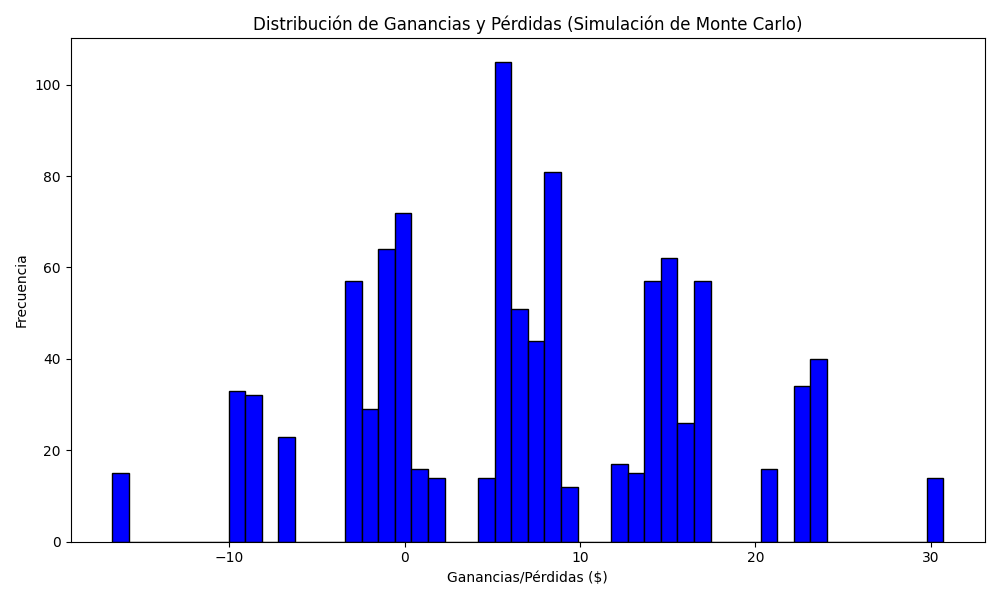 Distribución de Ganancias y Pérdidas (Simulación de Monte Carlo)
100
80
60
40
20
0
Frecuencia
−10 0 10 20 30
Ganancias/Pérdidas ($)